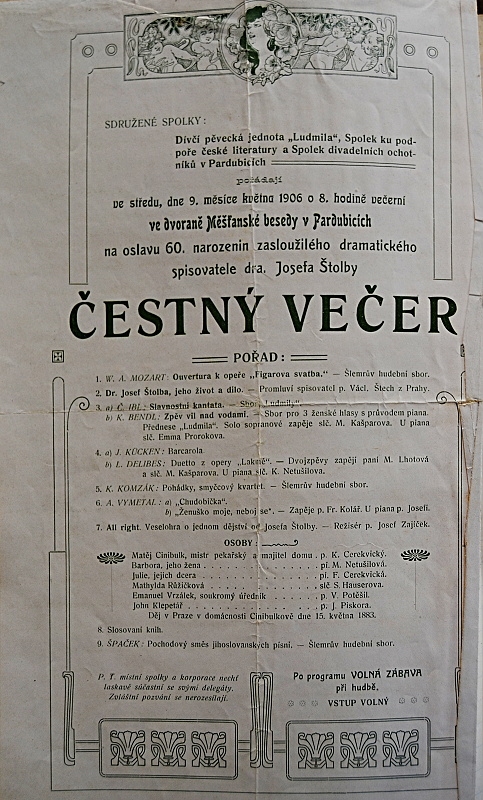 SDRUŽENÉ SPOLKY:
Dívčí pěvecká jednota „Ludmila“, Spolek ku pod-
poře české literatury a Spolek divadelních ochot-
níků v Pardubicích
pořádají
ve středu, dne 9. měsíce května 1906 o 8. hodině večerní
ve dvoraně Měšťanské besedy v Pardubicích
na oslavu 60. narozenin zasloužilého dramatického
spisovatele dra. Josefa Štolby
ČESTNÝ VEČER
POŘAD:
1. W. A. MOZART: Ouvertura k opeře „Figarova svatba.“ — Šlemrův hudební sbor.
2. Dr. Josef Štolba, jeho život a dílo. — Promluví spisovatel p. Václ. Štech z Prahy.
3. a) Č. IBL: Slavnostní kantata. — Sbor „Ludmily“.
b) K. BENDL: Zpěv vil nad vodami. — Sbor pro 3 ženské hlasy s průvodem piana.
Přednese „Ludmila“. Solo sopranové zapěje slč. M. Kašparova. U piana
slč. Emma Prorokova.
4. a) J. KÜCKEN: Barcarola
b) L. DELIBES: Duetto z opery „Lakmé“. — Dvojzpěvy zapějí paní M. Lhotová
a slč. M. Kašparova. U piana slč. K. Netušilova.
5. K. KOMZÁK: Pohádky, smyčcový kvartet. — Šlemrův hudební sbor.
6. A. VYMETAL: a) „Chudobička“.
b) „Ženuško moje, neboj se“. — Zapěje p. Fr. Kolář. U piana p. Josefi.
7. All right. Veselohra o jednom dějství od Josefa Štolby. — Režisér p. Josef Zajíček.
OSOBY:
Matěj Cinibulk, mistr pekařský a majitel domu . p. K. Cerekvický.
Barbora, jeho žena . . . . . . . . . . pí. M. Netušilová.
Julie, jejich dcera . . . . . . . . . . pí. F. Cerekvická.
Mathylda Růžičková . . . . . . . . . slč. S. Hauserova.
Emanuel Vrzálek, soukromý úředník . . . . . p. V. Potěšil.
John Klepetář . . . . . . . . . . . p. J. Piskora.
Děj v Praze v domácnosti Cinibulkově dne 15. května 1883.
8. Slosování knih.
9. ŠPAČEK: Pochodový směs jihoslovanských písní. — Šlemrův hudební sbor.
P. T. místní spolky a korporace nechť
laskavě súčastní se svými delegáty.
Zvláštní pozvání se nerozesílají.
Po programu VOLNÁ ZÁBAVA
při hudbě.
VSTUP VOLNÝ